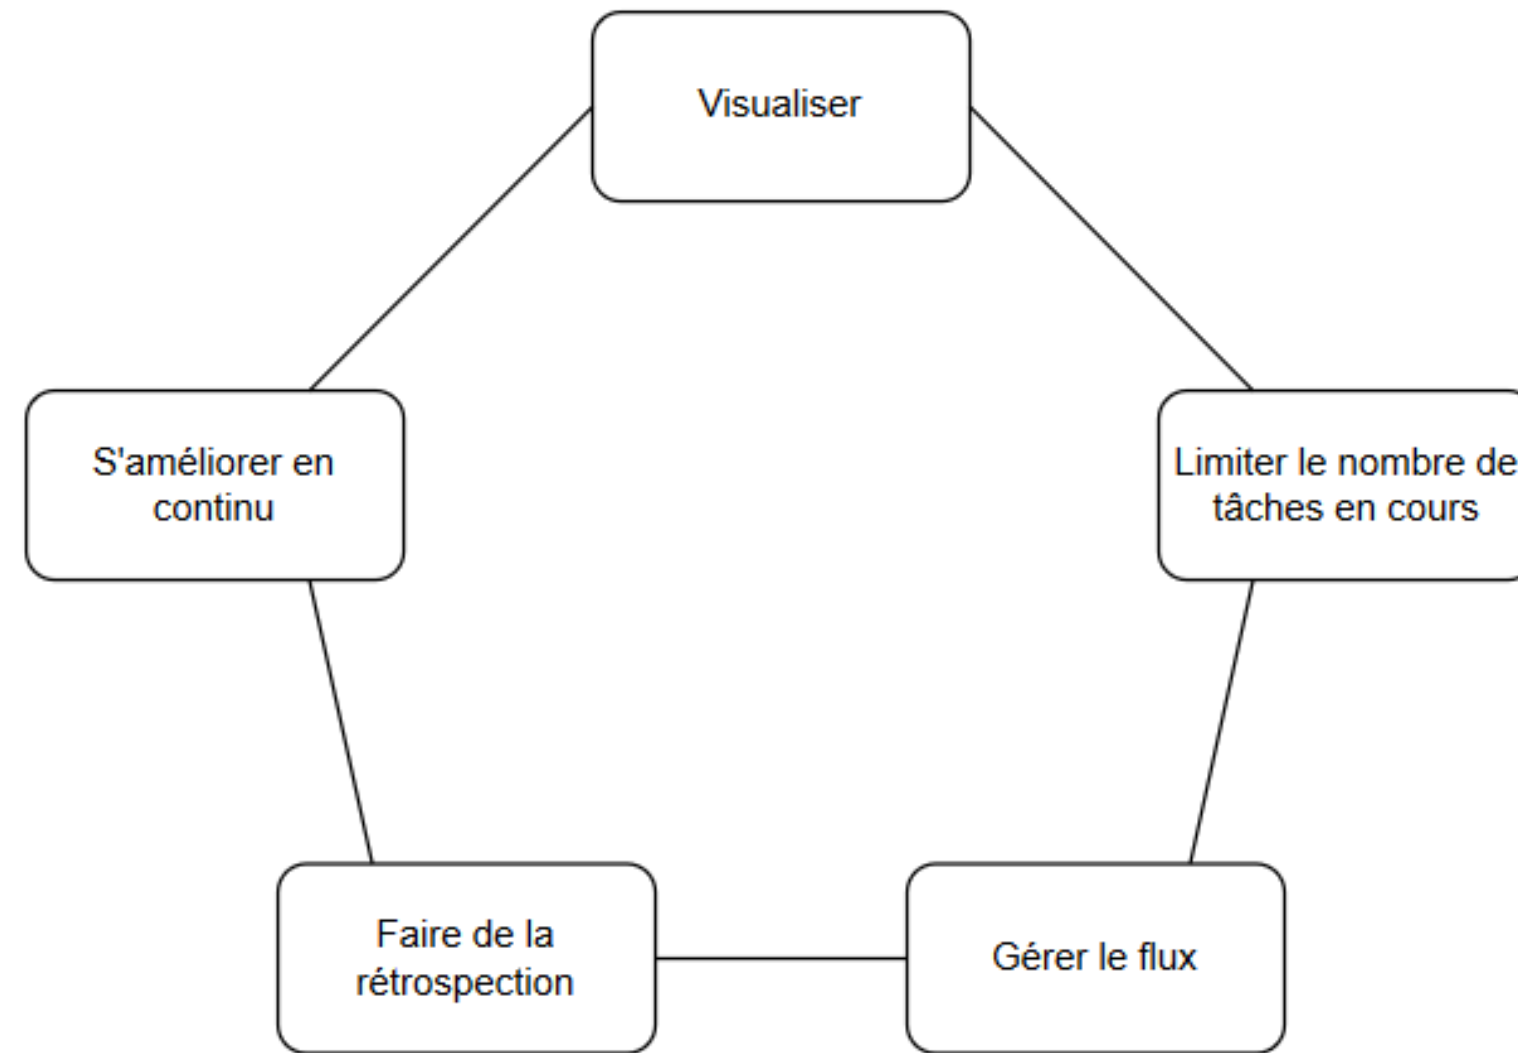 Visualiser
S'améliorer en
continu
Limiter le nombre de
tâches en cours
Faire de la
rétrospection
Gérer le flux